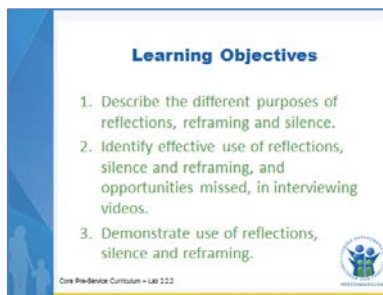 Learning Objectives
1. Describe the different purposes of
reflections, reframing and silence.
2. Identify effective use of reflections,
silence and reframing, and
opportunities missed, in interviewing
videos.
3. Demonstrate use of reflections,
silence and reframing.
Core Pre-Service Curriculum – Lab 2.2.2